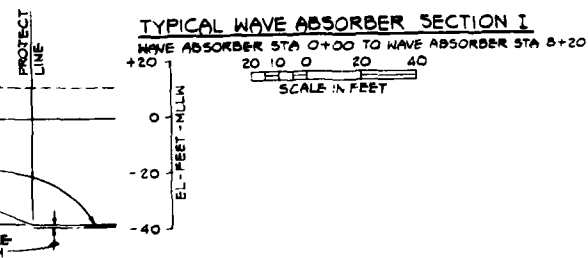 PROJECT
LINE
TYPICAL WAVE ABSORBER SECTION I
WAVE ABSORBER STA 0+00 TO WAVE ABSORBER STA 8+20
20 10 0 20 40
SCALE IN FEET
+20
0
-20
-40
EL-FEET-MLLW